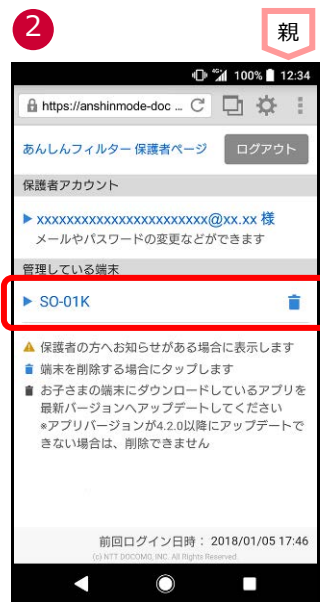 2
親
4G+ 100% 12:34
https://anshinmode-doc ...
あんしんフィルター 保護者ページ ログアウト
保護者アカウント
xxxxxxxxxxxxxxxxxxxxxxx@xx.xx 様
メールやパスワードの変更などができます
管理している端末
SO-01K
保護者の方へお知らせがある場合に表示します
端末を削除する場合にタップします
お子さまの端末にダウンロードしているアプリを
最新バージョンへアップデートしてください
※アプリバージョンが4.2.0以降にアップデートで
きない場合は、削除できません
前回ログイン日時： 2018/01/05 17:46
(c) NTT DOCOMO, INC. All Rights Reserved.